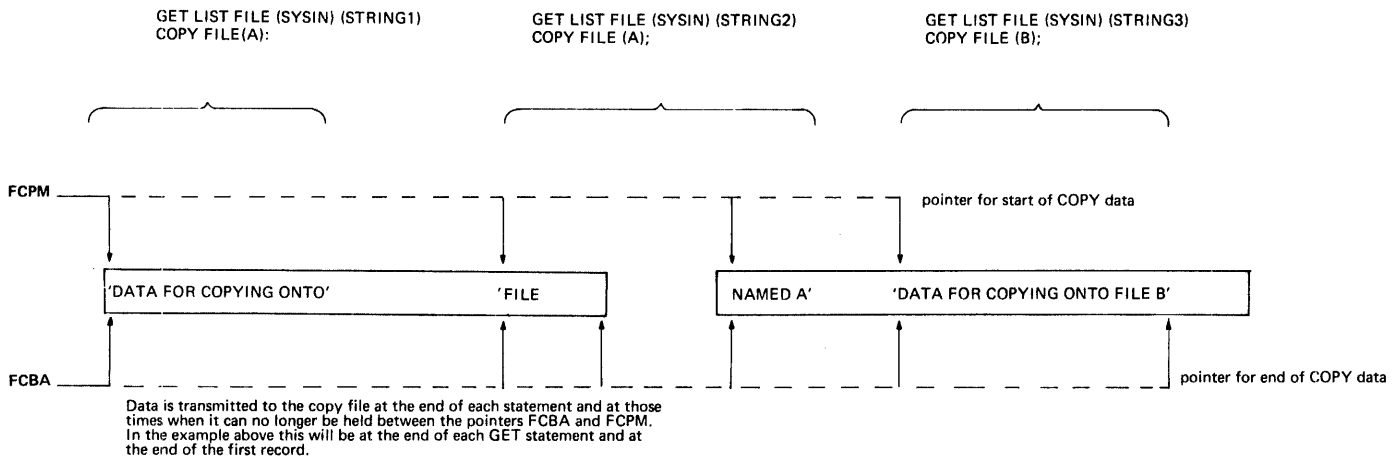 GET LIST FILE (SYSIN) (STRING1)
COPY FILE(A):
GET LIST FILE (SYSIN) (STRING2)
COPY FILE (A);
GET LIST FILE (SYSIN) (STRING3)
COPY FILE (B);
FCPM
pointer for start of COPY data
'DATA FOR COPYING ONTO' 'FILE
NAMED A' 'DATA FOR COPYING ONTO FILE B'
FCBA
pointer for end of COPY data
Data is transmitted to the copy file at the end of each statement and at those
times when it can no longer be held between the pointers FCBA and FCPM.
In the example above this will be at the end of each GET statement and at
the end of the first record.